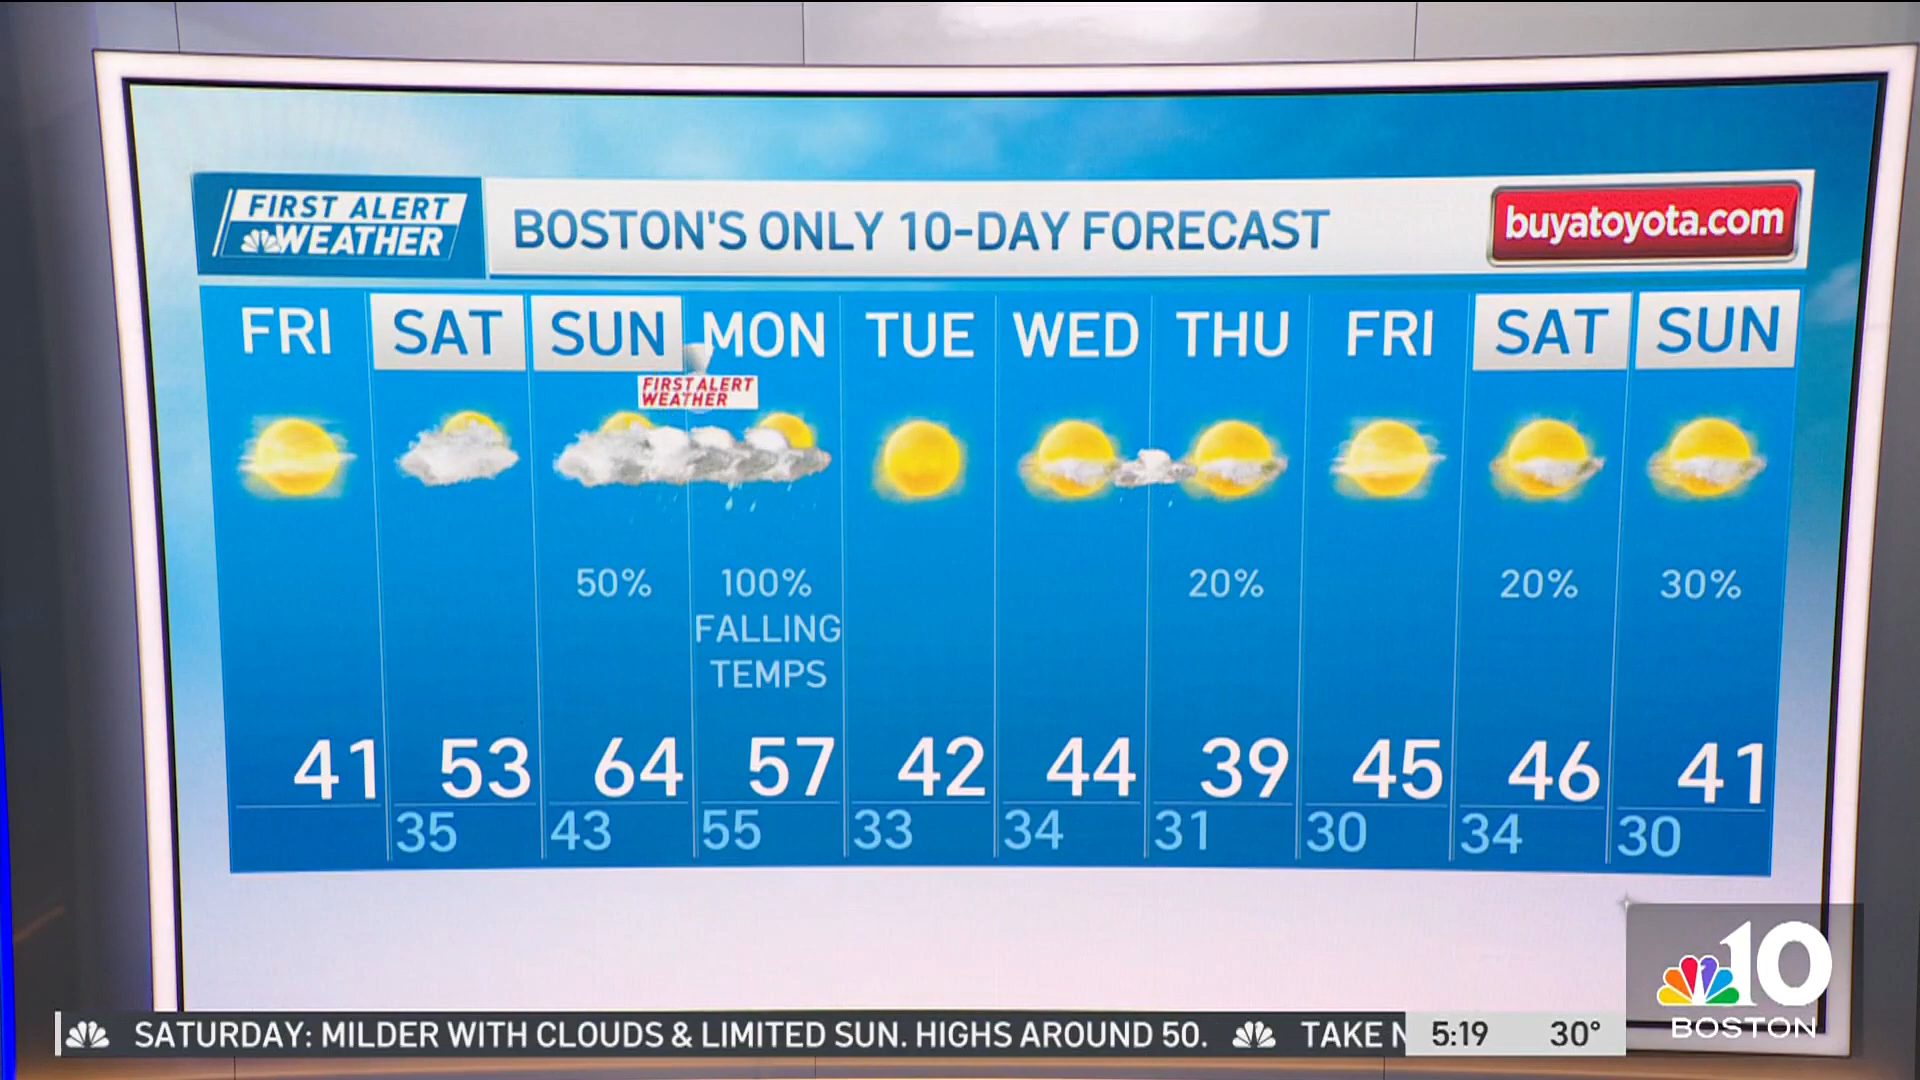 FIRST ALERT
WEATHER
BOSTON'S ONLY 10-DAY FORECAST
buyatoyota.com
FRI SAT SUN MON TUE WED THU FRI SAT SUN
FIRST ALERT
WEATHER
50% 100% 20% 20% 30%
FALLING
TEMPS
41 53 64 57 42 44 39 45 46 41
35 43 55 33 34 31 30 34 30
10
BOSTON
SATURDAY: MILDER WITH CLOUDS & LIMITED SUN. HIGHS AROUND 50. TAKE N
5:19 30°